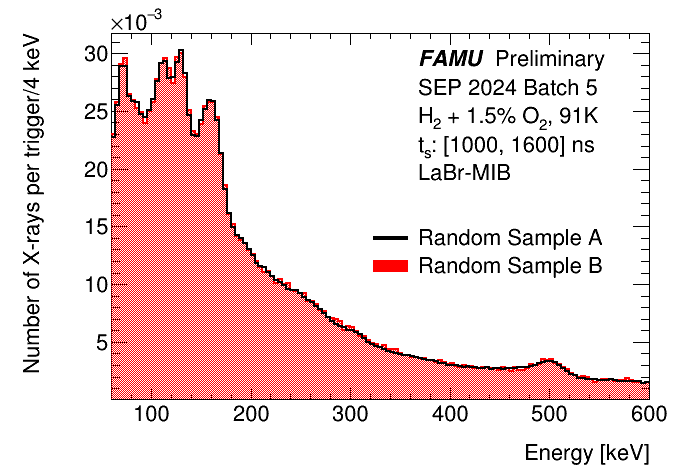 ×10⁻³
Number of X-rays per trigger/4 keV
30
25
20
15
10
5
FAMU Preliminary
SEP 2024 Batch 5
H₂ + 1.5% O₂, 91K
tₛ: [1000, 1600] ns
LaBr-MIB
Random Sample A
Random Sample B
100 200 300 400 500 600
Energy [keV]